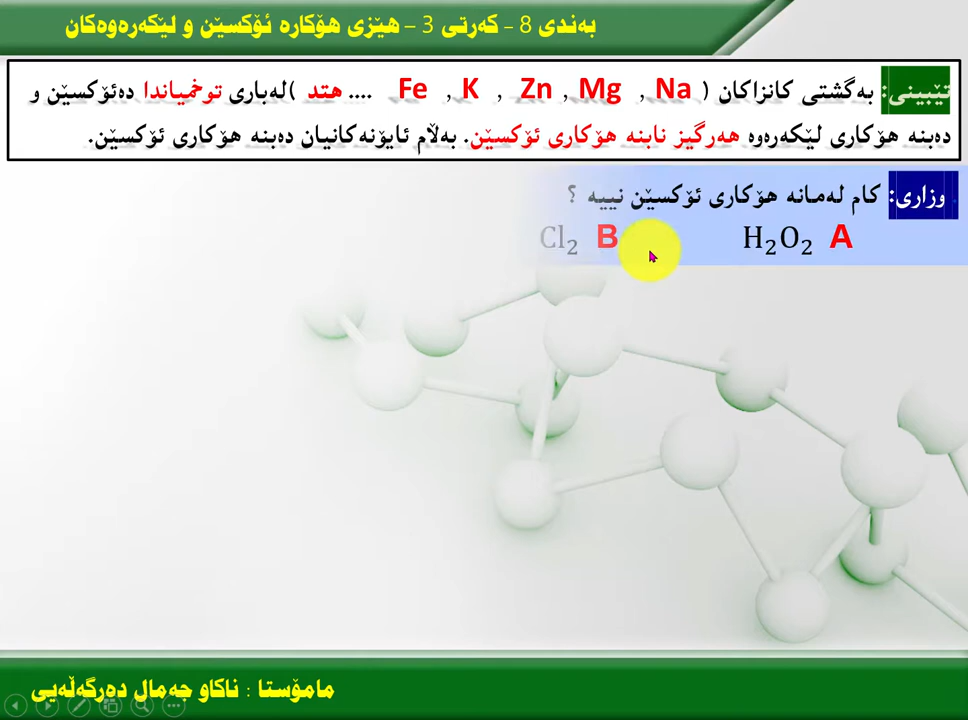 بەندی 8 - کەرتی 3 – هێزی هۆکارە ئۆکسێن و لێکەرەوەکان
تێبینی: بەگشتی کانزاکان ( Na , Mg , Zn , K , Fe .... هتد )لەباری توخمیاندا دەئۆکسێن و
دەبنە هۆکاری لێکەرەوە هەرگیز نابنە هۆکاری ئۆکسێن. بەڵام ئایۆنەکانیان دەبنە هۆکاری ئۆکسێن.
وزاری: کام لەمانە هۆکاری ئۆکسێن نییە ؟
A H₂O₂ B Cl₂
مامۆستا : ناکاو جەمال دەرگەڵەیی